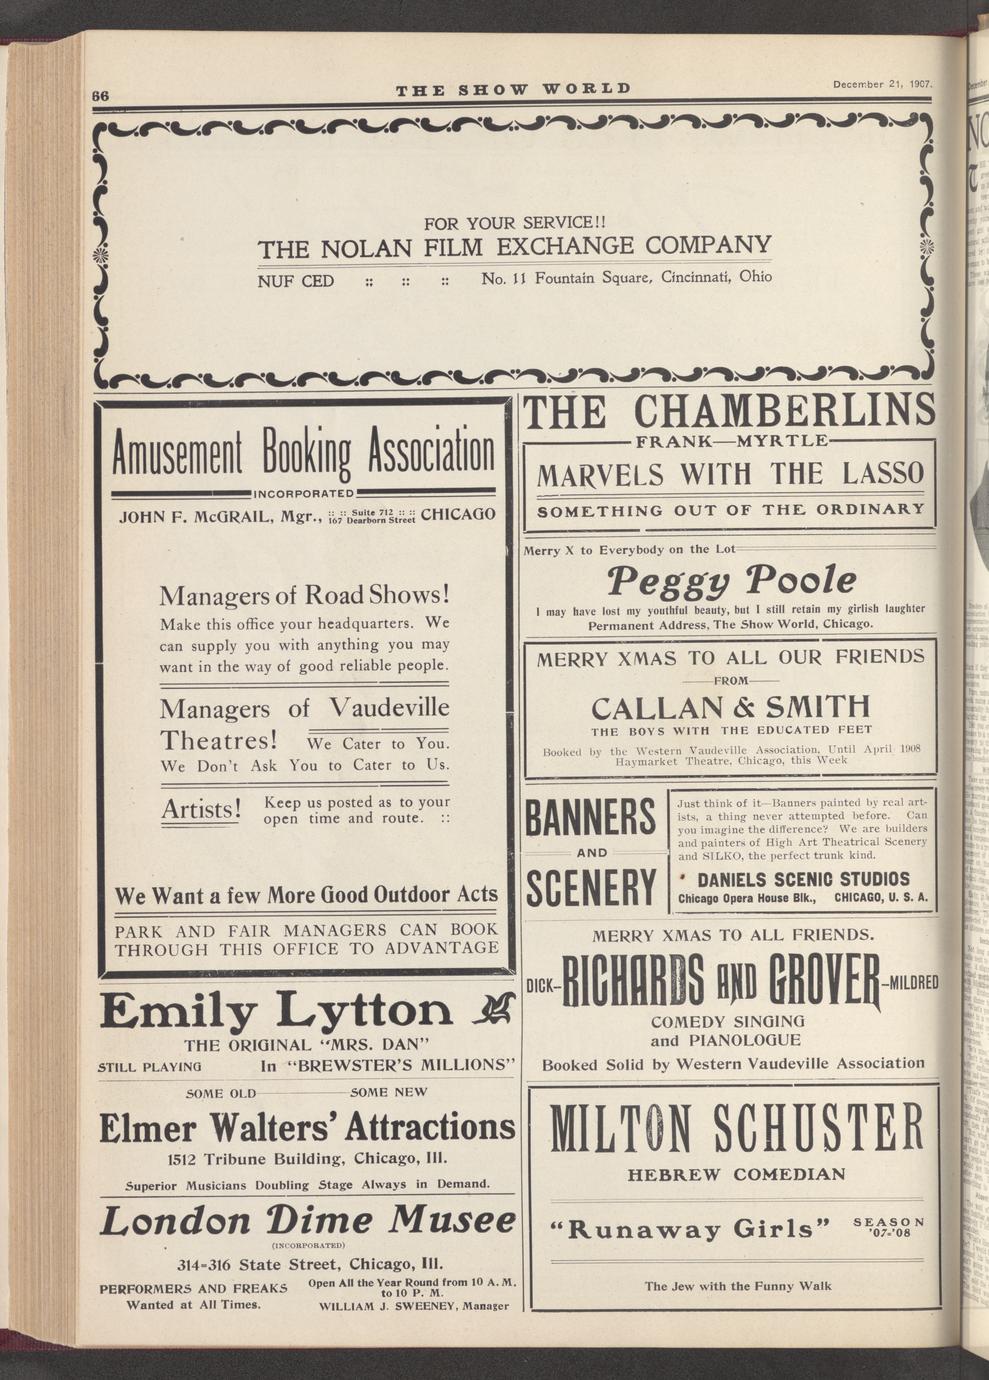 66
THE SHOW WORLD
December 21, 1907.
FOR YOUR SERVICE!!
THE NOLAN FILM EXCHANGE COMPANY
NUF CED :: :: :: No. 11 Fountain Square, Cincinnati, Ohio
Amusement Booking Association
INCORPORATED
JOHN F. McGRAIL, Mgr., :: :: Suite 712 :: :: 167 Dearborn Street CHICAGO
Managers of Road Shows!
Make this office your headquarters. We
can supply you with anything you may
want in the way of good reliable people.
Managers of Vaudeville
Theatres! We Cater to You.
We Don't Ask You to Cater to Us.
Artists! Keep us posted as to your
open time and route. ::
We Want a few More Good Outdoor Acts
PARK AND FAIR MANAGERS CAN BOOK
THROUGH THIS OFFICE TO ADVANTAGE
Emily Lytton
THE ORIGINAL "MRS. DAN"
STILL PLAYING In "BREWSTER'S MILLIONS"
SOME OLD SOME NEW
Elmer Walters' Attractions
1512 Tribune Building, Chicago, Ill.
Superior Musicians Doubling Stage Always in Demand.
London Dime Musee
(INCORPORATED)
314=316 State Street, Chicago, Ill.
PERFORMERS AND FREAKS
Wanted at All Times.
Open All the Year Round from 10 A. M.
to 10 P. M.
WILLIAM J. SWEENEY, Manager
THE CHAMBERLINS
FRANK—MYRTLE
MARVELS WITH THE LASSO
SOMETHING OUT OF THE ORDINARY
Merry X to Everybody on the Lot
Peggy Poole
I may have lost my youthful beauty, but I still retain my girlish laughter
Permanent Address, The Show World, Chicago.
MERRY XMAS TO ALL OUR FRIENDS
FROM
CALLAN & SMITH
THE BOYS WITH THE EDUCATED FEET
Booked by the Western Vaudeville Association, Until April 1908
Haymarket Theatre, Chicago, this Week
BANNERS
AND
SCENERY
Just think of it—Banners painted by real art-
ists, a thing never attempted before. Can
you imagine the difference? We are builders
and painters of High Art Theatrical Scenery
and SILKO, the perfect trunk kind.
DANIELS SCENIC STUDIOS
Chicago Opera House Blk., CHICAGO, U. S. A.
MERRY XMAS TO ALL FRIENDS.
DICK–RICHARDS AND GROVER–MILDRED
COMEDY SINGING
and PIANOLOGUE
Booked Solid by Western Vaudeville Association
MILTON SCHUSTER
HEBREW COMEDIAN
"Runaway Girls" SEASON
'07='08
The Jew with the Funny Walk